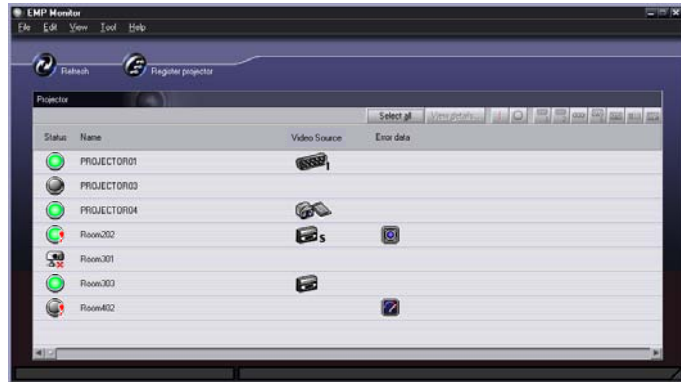 EMP Monitor
File Edit View Tool Help
Refresh Register projector
Projector
Select all View details...
Status Name Video Source Error data
PROJECTOR01 1
PROJECTOR03
PROJECTOR04
Room202 S
Room301
Room303
Room402